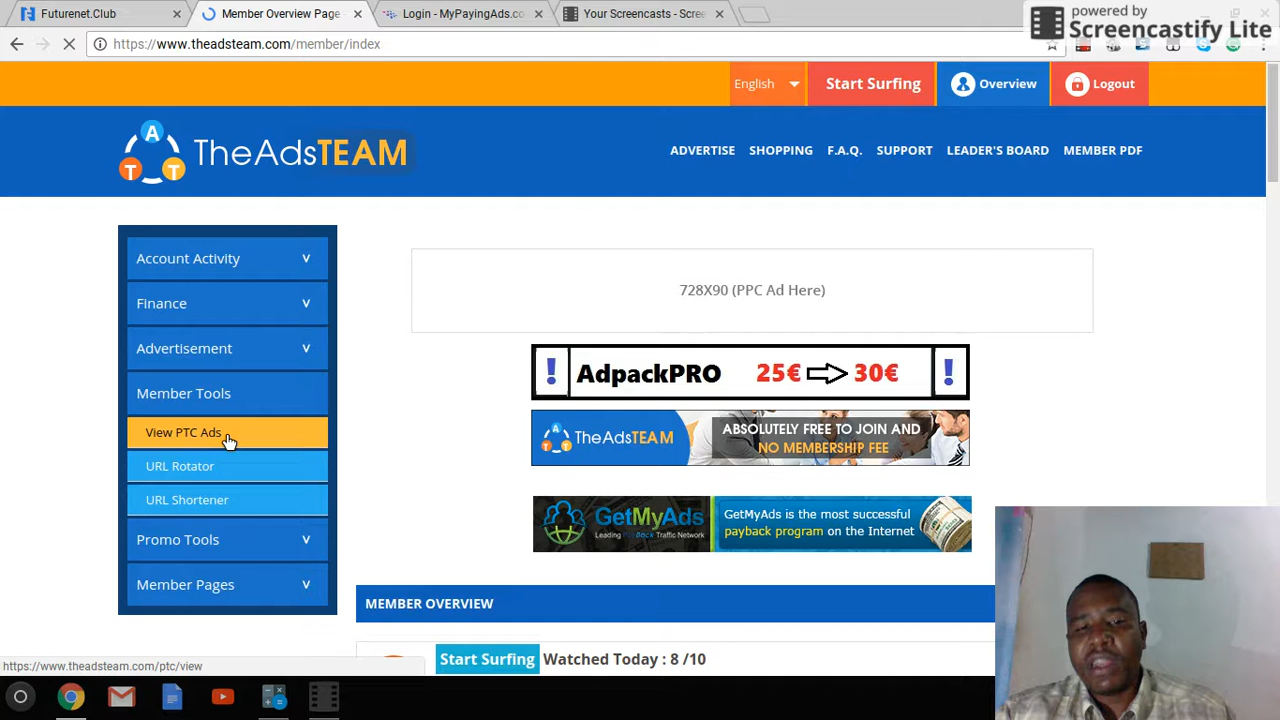 Futurenet.Club
Member Overview Page -
Login - MyPayingAds.co
Your Screencasts - Scree
powered by
Screencastify Lite
https://www.theadsteam.com/member/index
English
Start Surfing
Overview
Logout
A
T T
TheAdsTEAM
ADVERTISE SHOPPING F.A.Q. SUPPORT LEADER'S BOARD MEMBER PDF
Account Activity
Finance
Advertisement
Member Tools
View PTC Ads
URL Rotator
URL Shortener
Promo Tools
Member Pages
728X90 (PPC Ad Here)
! AdpackPRO 25€ 30€ !
TheAdsTEAM
ABSOLUTELY FREE TO JOIN AND
NO MEMBERSHIP FEE
GetMyAds
GetMyAds is the most successful
payback program on the Internet
MEMBER OVERVIEW
Start Surfing Watched Today : 8 /10
https://www.theadsteam.com/ptc/view